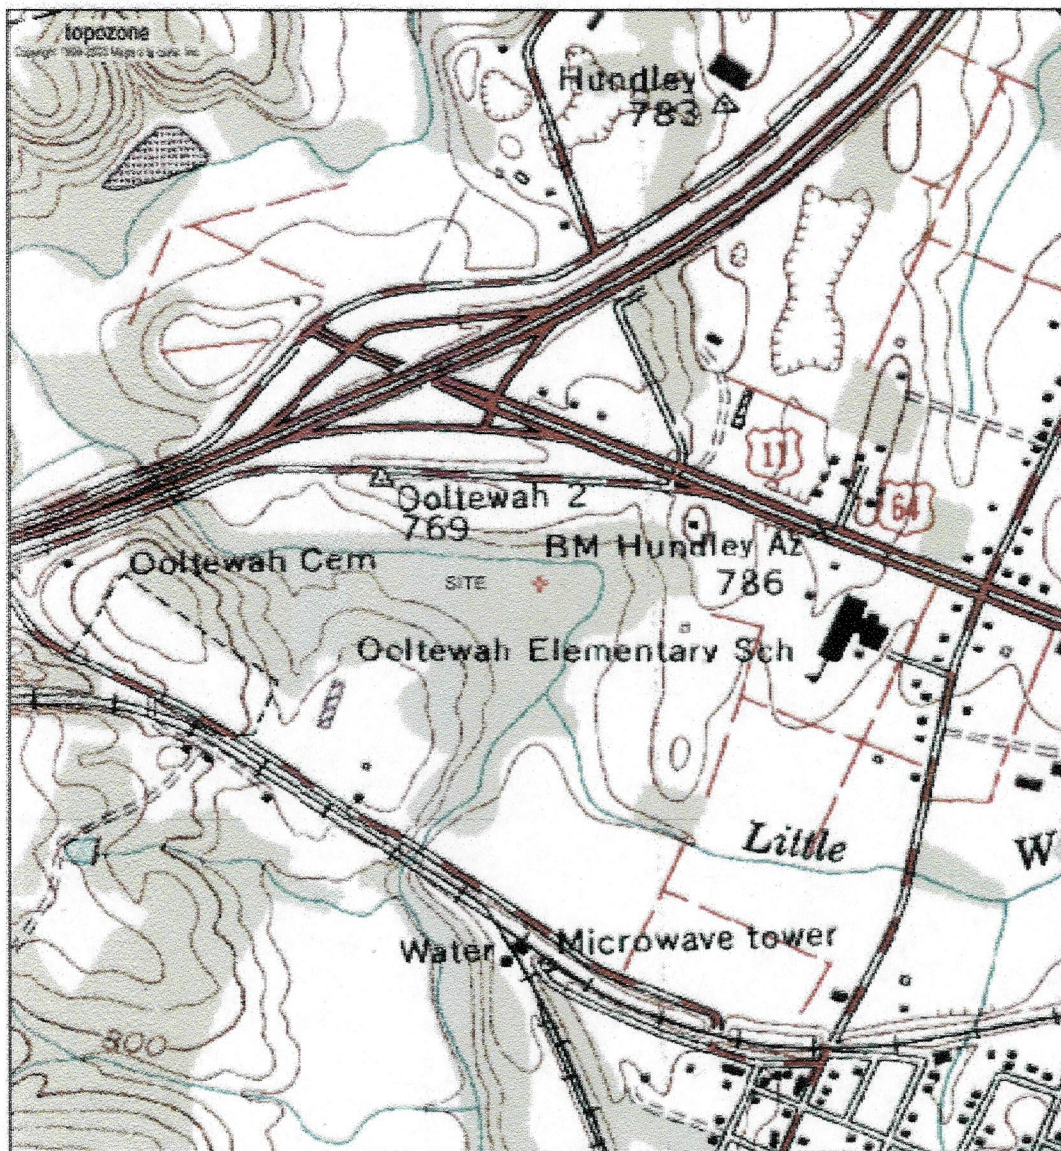 topozone
Hundley
783
11
64
Ooltewah 2
769
BM Hundley Az
786
Ooltewah Cem
SITE
Ooltewah Elementary Sch
Little
W
Water
Microwave tower
800